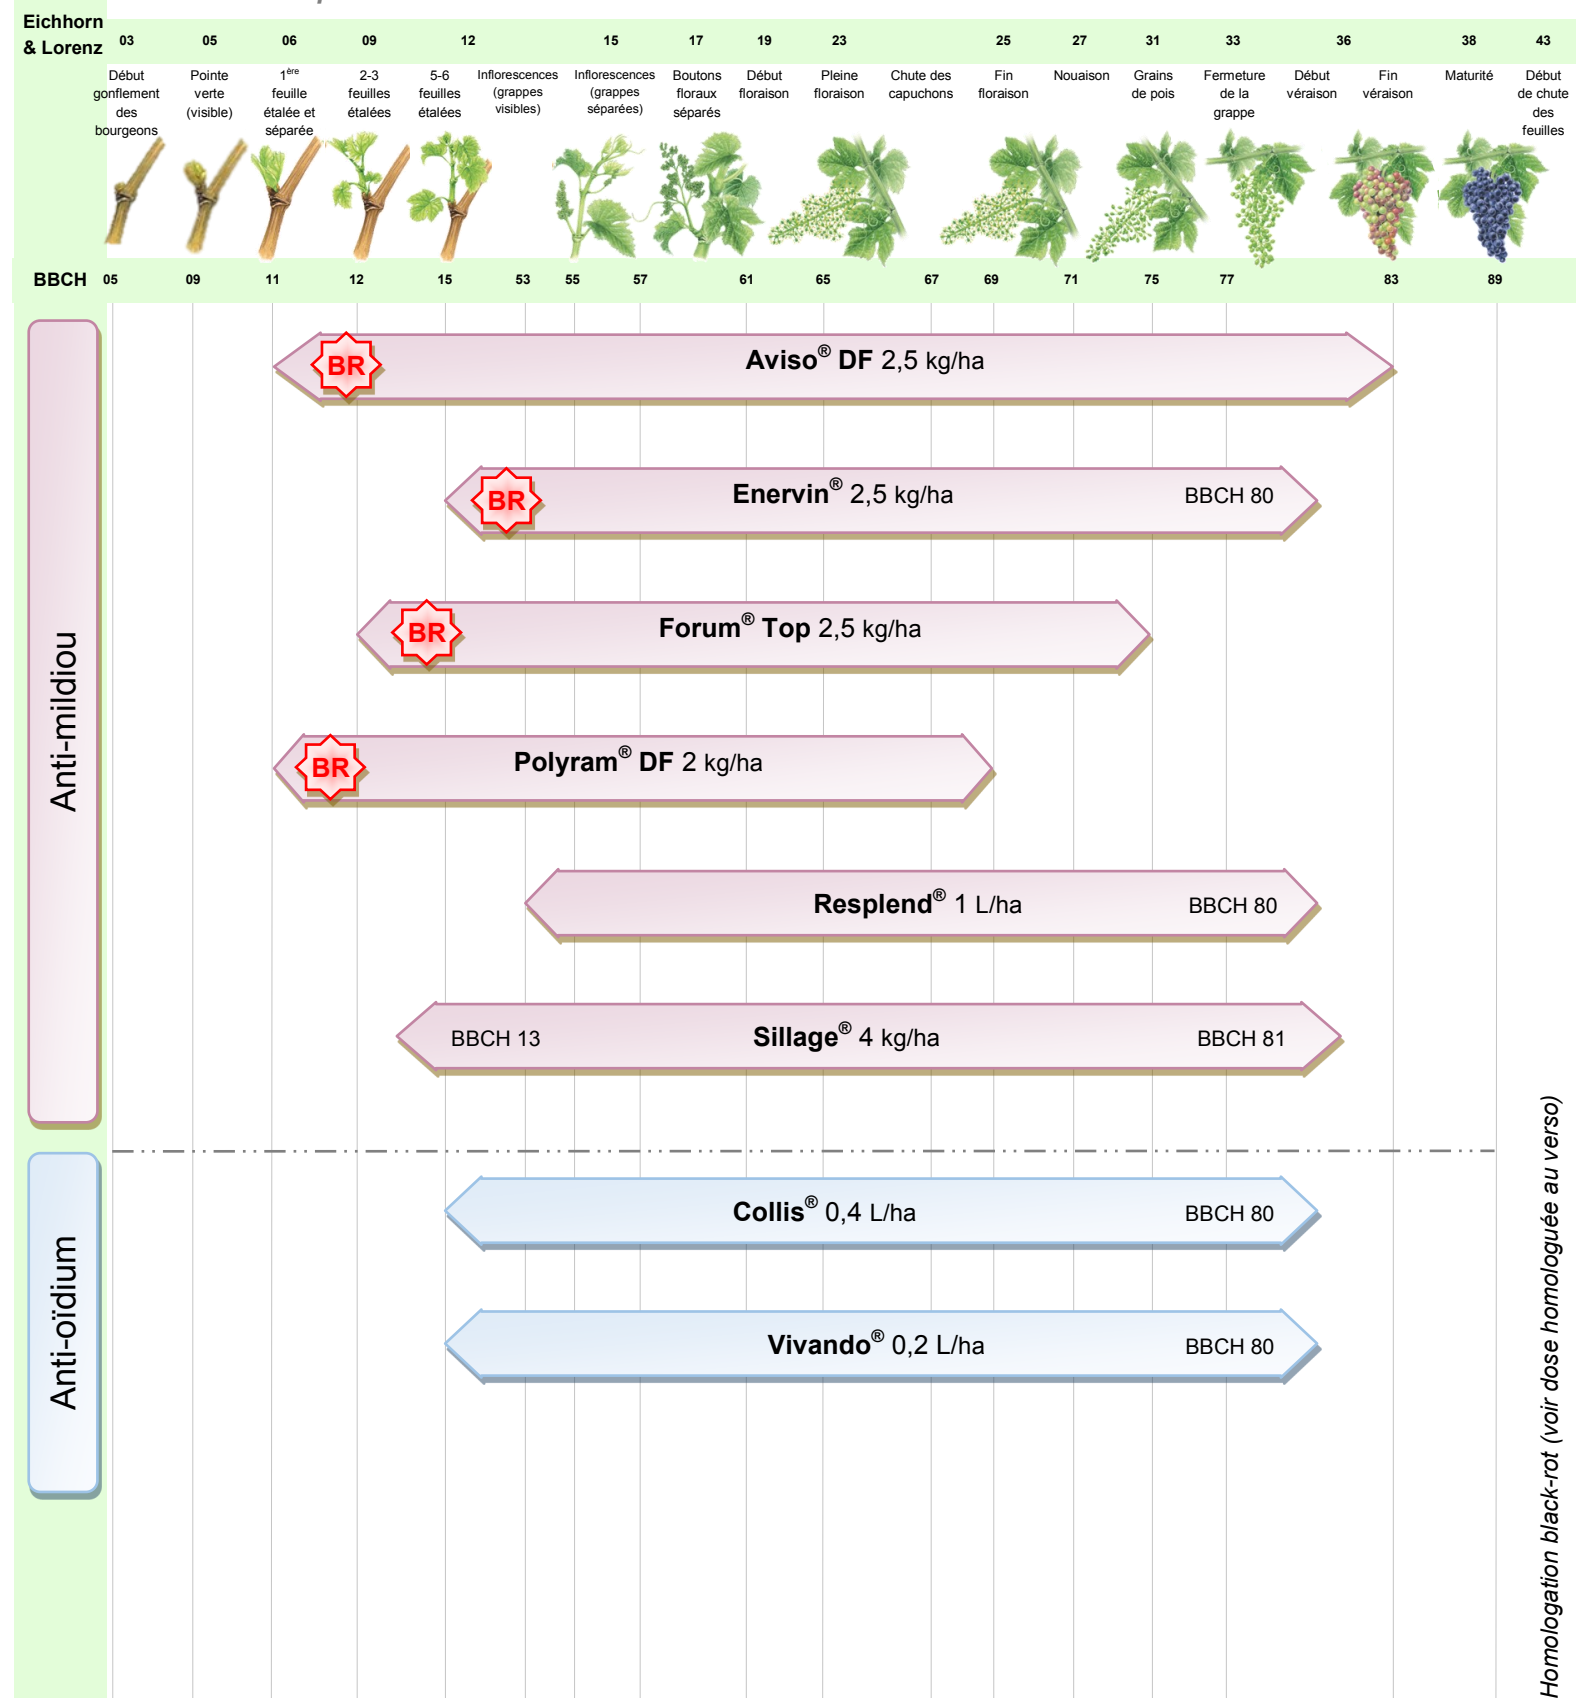 Eichhorn
& Lorenz 03 05 06 09 12 15 17 19 23 25 27 31 33 36 38 43
Début
gonflement
des
bourgeons
Pointe
verte
(visible)
1ère
feuille
étalée et
séparée
2-3
feuilles
étalées
5-6
feuilles
étalées
Inflorescences
(grappes
visibles)
Inflorescences
(grappes
séparées)
Boutons
floraux
séparés
Début
floraison
Pleine
floraison
Chute des
capuchons
Fin
floraison
Nouaison
Grains
de pois
Fermeture
de la
grappe
Début
véraison
Fin
véraison
Maturité
Début
de chute
des
feuilles
BBCH 05 09 11 12 15 53 55 57 61 65 67 69 71 75 77 83 89
Anti-mildiou
BR Aviso® DF 2,5 kg/ha
BR Enervin® 2,5 kg/ha BBCH 80
BR Forum® Top 2,5 kg/ha
BR Polyram® DF 2 kg/ha
Resplend® 1 L/ha BBCH 80
BBCH 13 Sillage® 4 kg/ha BBCH 81
Anti-oïdium
Collis® 0,4 L/ha BBCH 80
Vivando® 0,2 L/ha BBCH 80
Homologation black-rot (voir dose homologuée au verso)